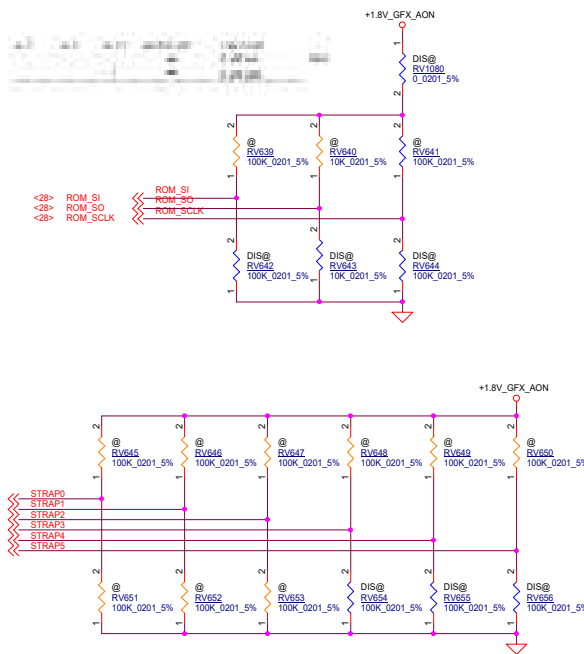 +1.8V_GFX_AON
1
DIS@
RV1080
0_0201_5%
2
2 2 2
@ @ @
RV639 RV640 RV641
100K_0201_5% 10K_0201_5% 100K_0201_5%
1 1 1
<28> ROM_SI ROM_SI
<28> ROM_SO ROM_SO
<28> ROM_SCLK ROM_SCLK
2 2 2
DIS@ DIS@ DIS@
RV642 RV643 RV644
100K_0201_5% 10K_0201_5% 100K_0201_5%
1 1 1
+1.8V_GFX_AON
1
2 2 2 2 2 2
@ @ @ @ @ @
RV645 RV646 RV647 RV648 RV649 RV650
100K_0201_5% 100K_0201_5% 100K_0201_5% 100K_0201_5% 100K_0201_5% 100K_0201_5%
1 1 1 1 1 1
STRAP0
STRAP1
STRAP2
STRAP3
STRAP4
STRAP5
2 2 2 2 2 2
@ @ @ DIS@ DIS@ DIS@
RV651 RV652 RV653 RV654 RV655 RV656
100K_0201_5% 100K_0201_5% 100K_0201_5% 100K_0201_5% 100K_0201_5% 100K_0201_5%
1 1 1 1 1 1